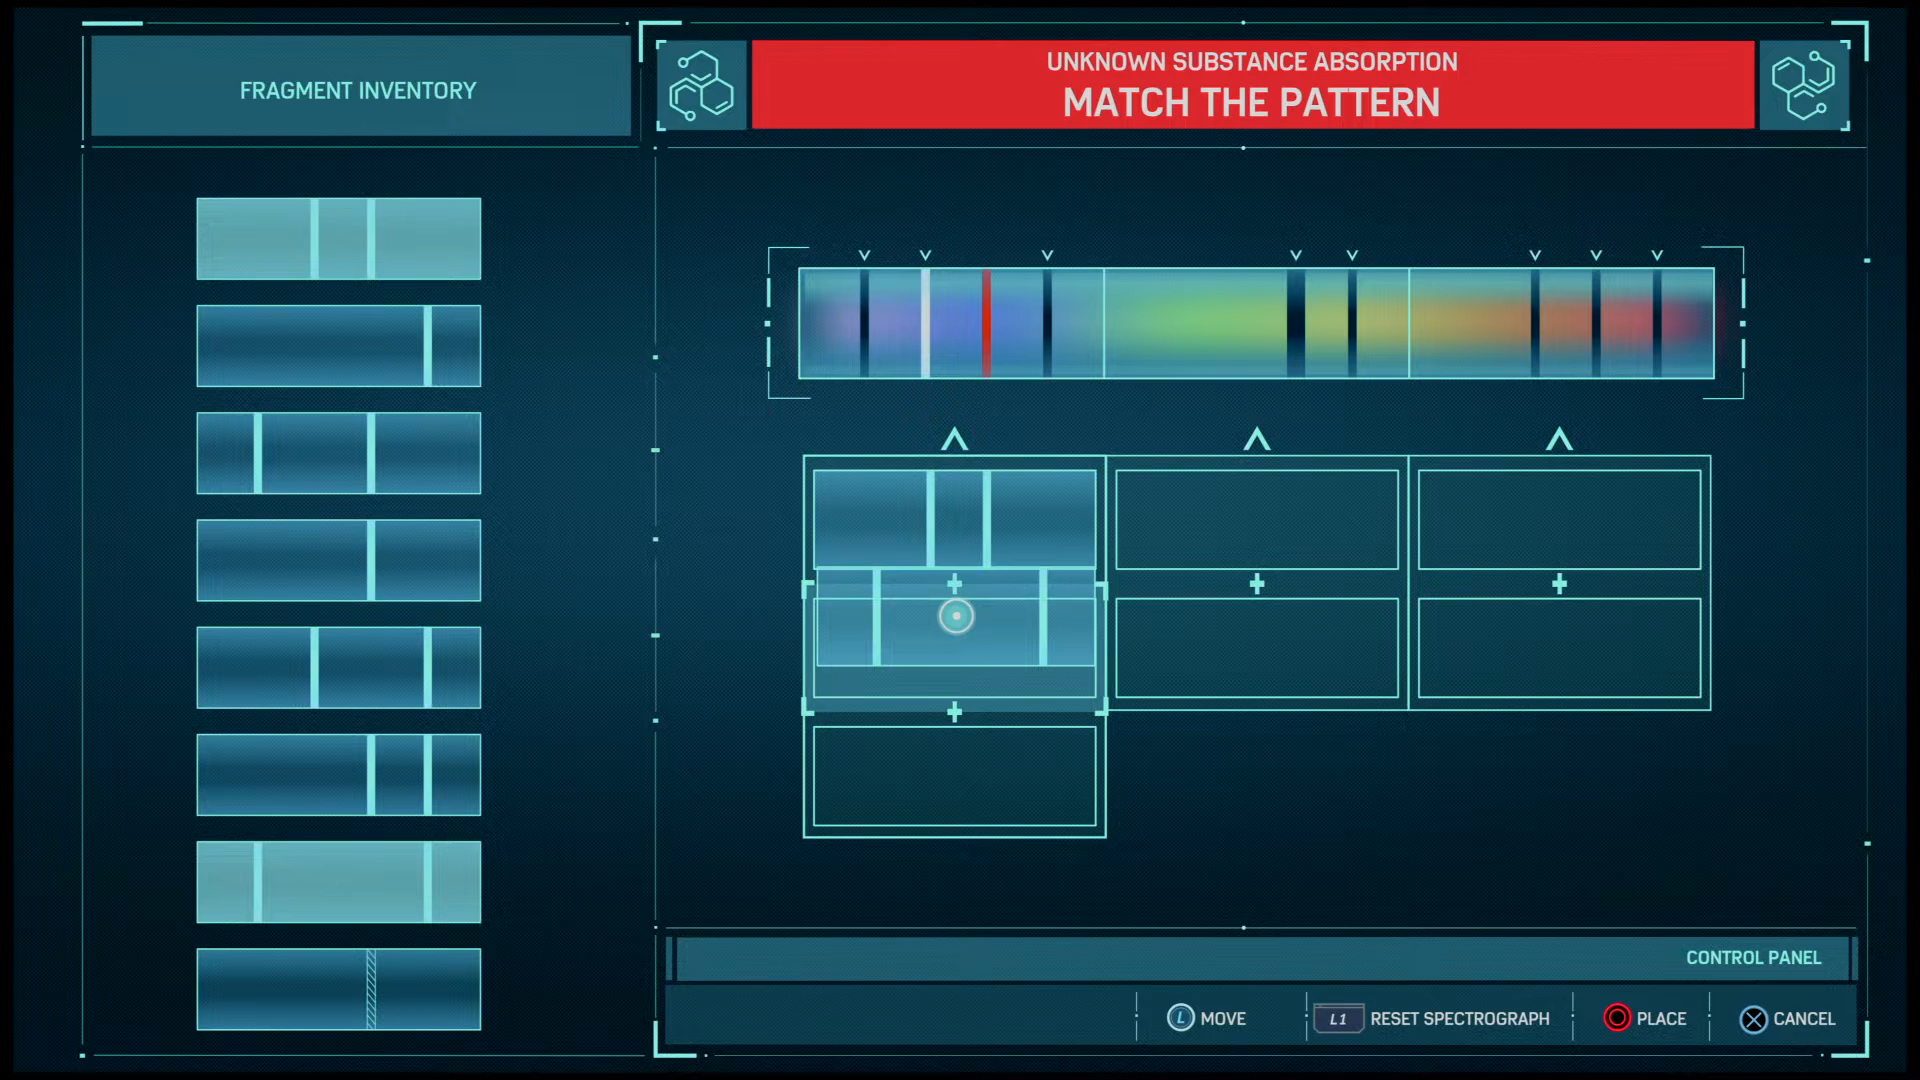 FRAGMENT INVENTORY
UNKNOWN SUBSTANCE ABSORPTION
MATCH THE PATTERN
CONTROL PANEL
L MOVE
L1 RESET SPECTROGRAPH
PLACE
CANCEL